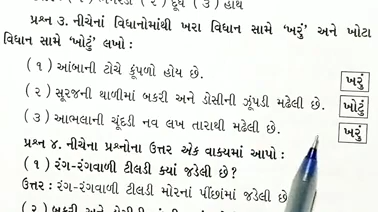 (૩) હાથ
પ્રશ્ન ૩. નીચેનાં વિધાનોમાંથી ખરા વિધાન સામે 'ખરું' અને ખોટા
વિધાન સામે 'ખોટું' લખો :
(૧) આંબાની ટોચે કૂંપળો હોય છે. ખરું
(૨) સૂરજની થાળીમાં બકરી અને ડોસીની ઝૂંપડી મઢેલી છે. ખોટું
(૩) આભલાની ચૂંદડી નવ લખ તારાથી મઢેલી છે. ખરું
પ્રશ્ન ૪. નીચેના પ્રશ્નોના ઉત્તર એક વાક્યમાં આપો :
(૧) રંગ-રંગવાળી ટીલડી ક્યાં જડેલી છે?
ઉત્તર : રંગ-રંગવાળી ટીલડી મોરનાં પીંછાંમાં જડેલી છે